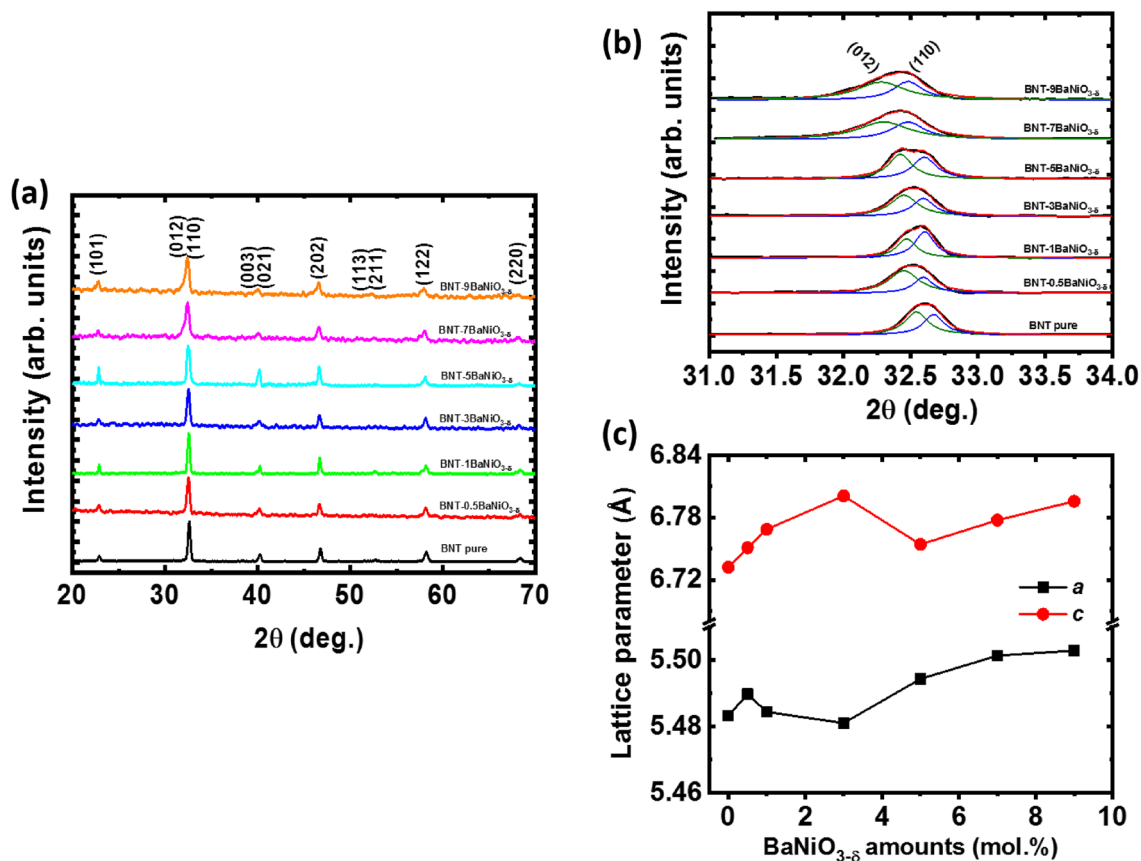 (a)
Intensity (arb. units)
(101)
(012)
(110)
(003)
(021)
(202)
(113)
(211)
(122)
(220)
BNT-9BaNiO₃₋δ
BNT-7BaNiO₃₋δ
BNT-5BaNiO₃₋δ
BNT-3BaNiO₃₋δ
BNT-1BaNiO₃₋δ
BNT-0.5BaNiO₃₋δ
BNT pure
20 30 40 50 60 70
2θ (deg.)
(b)
Intensity (arb. units)
(012)
(110)
BNT-9BaNiO₃₋δ
BNT-7BaNiO₃₋δ
BNT-5BaNiO₃₋δ
BNT-3BaNiO₃₋δ
BNT-1BaNiO₃₋δ
BNT-0.5BaNiO₃₋δ
BNT pure
31.0 31.5 32.0 32.5 33.0 33.5 34.0
2θ (deg.)
(c)
Lattice parameter (Å)
6.84
6.78
6.72
5.50
5.48
5.46
a
c
0 2 4 6 8 10
BaNiO₃₋δ amounts (mol.%)